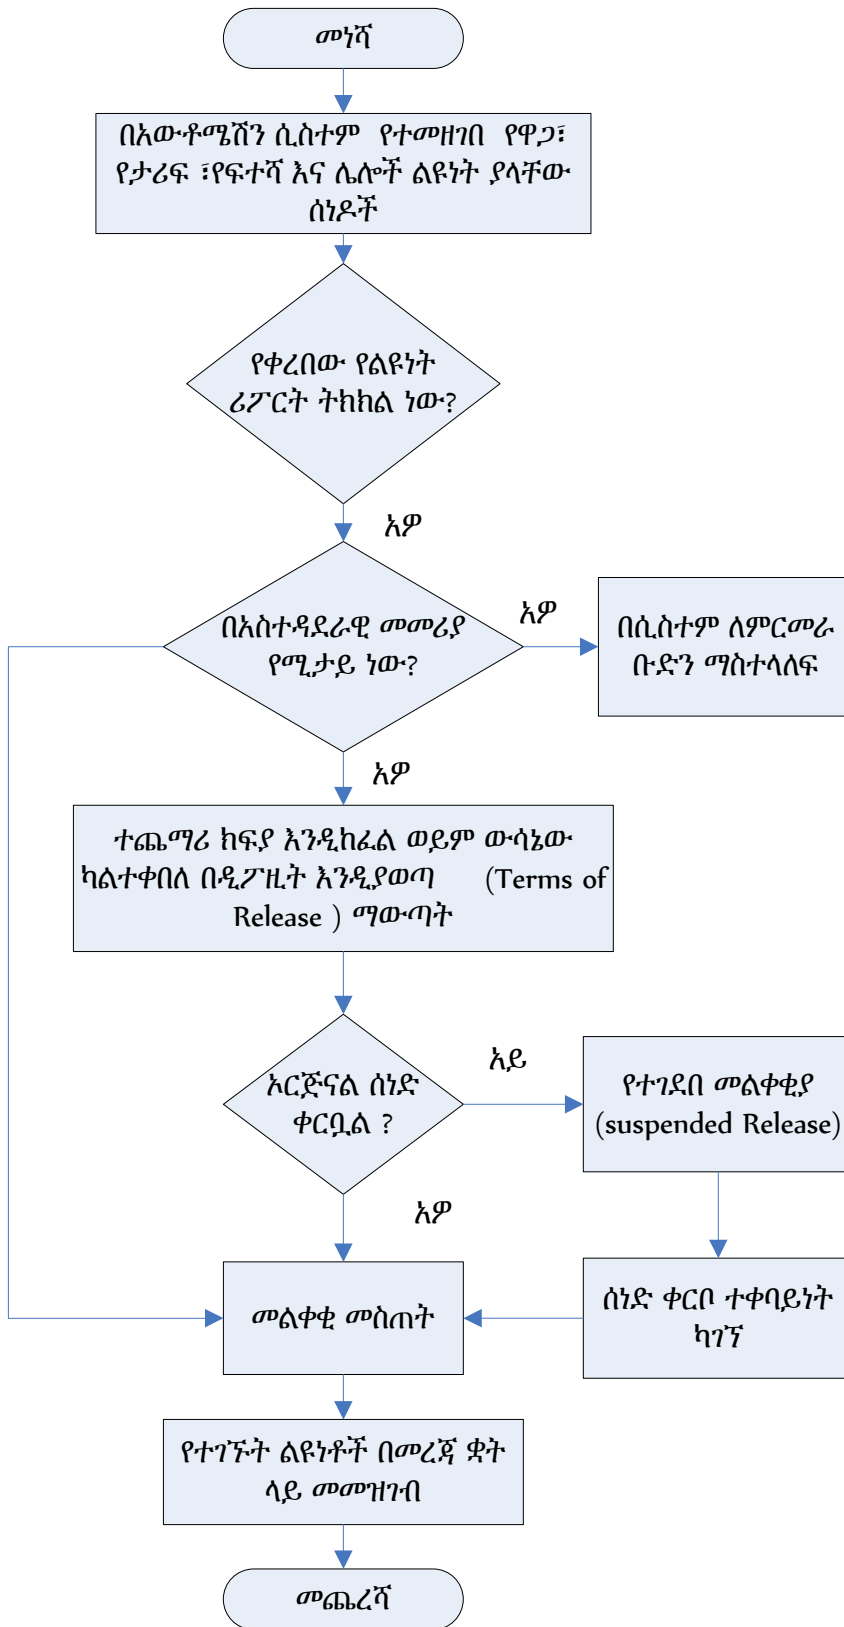 መነሻ
በአውቶሜሽን ሲስተም የተመዘገበ የዋጋ፣
የታሪፍ ፣የፍተሻ እና ሌሎች ልዩነት ያላቸው
ሰነዶች
የቀረበው የልዩነት
ሪፖርት ትክክል ነው?
አዎ
በአስተዳደራዊ መመሪያ
የሚታይ ነው?
አዎ
በሲስተም ለምርመራ
ቡድን ማስተላለፍ
አዎ
ተጨማሪ ክፍያ እንዲከፈል ወይም ውሳኔው
ካልተቀበለ በዲፖዚት እንዲያወጣ (Terms of
Release ) ማውጣት
ኦርጅናል ሰነድ
ቀርቧል ?
አይ
የተገደበ መልቀቂያ
(suspended Release)
አዎ
መልቀቂ መስጠት
ሰነድ ቀርቦ ተቀባይነት
ካገኘ
የተገኙት ልዩነቶች በመረጃ ቋት
ላይ መመዝገብ
መጨረሻ